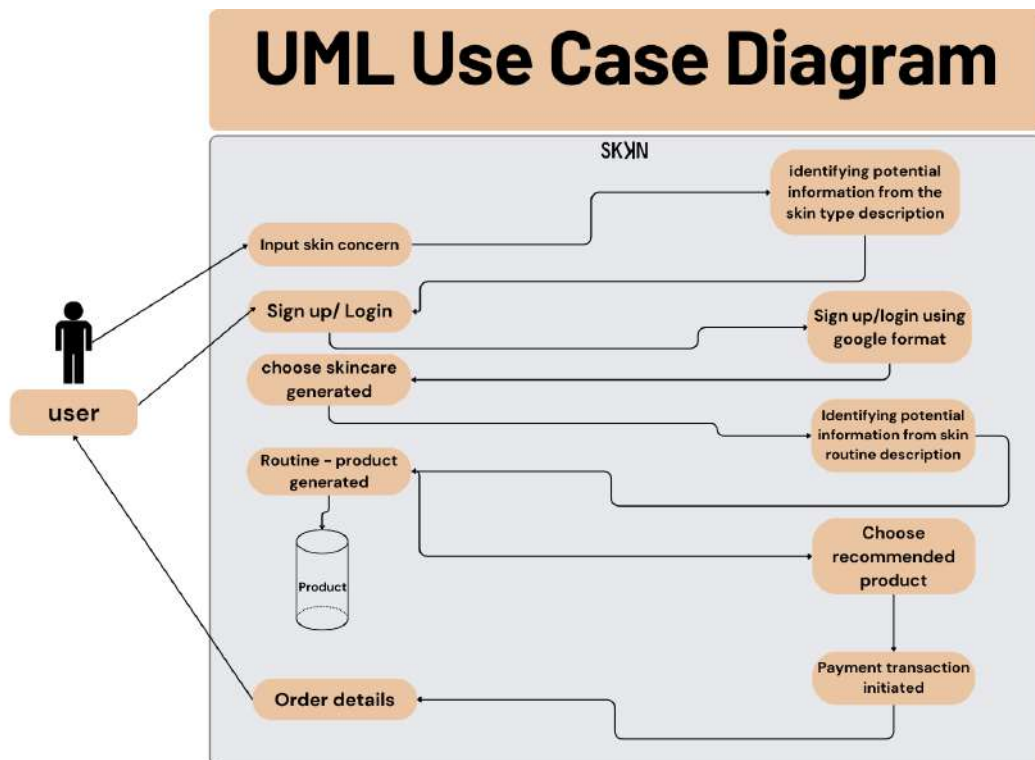 UML Use Case Diagram
SKKN
identifying potential
information from the
skin type description
Input skin concern
Sign up/ Login
Sign up/login using
google format
choose skincare
generated
user
Identifying potential
information from skin
routine description
Routine - product
generated
Choose
recommended
product
Product
Payment transaction
initiated
Order details